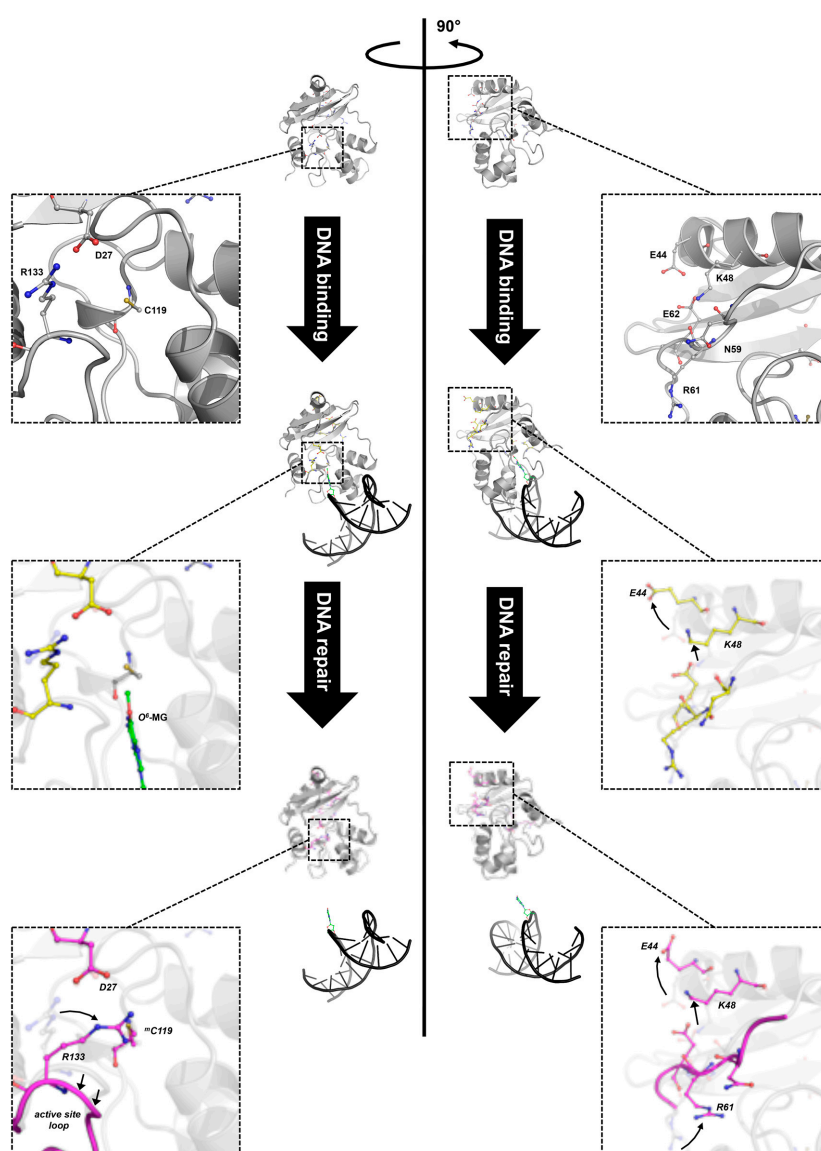 90°
D27
R133
C119
DNA binding
DNA binding
E44
K48
E62
N59
R61
O⁶-MG
DNA repair
DNA repair
E44
K48
D27
ᵐC119
R133
active site
loop
E44
K48
R61